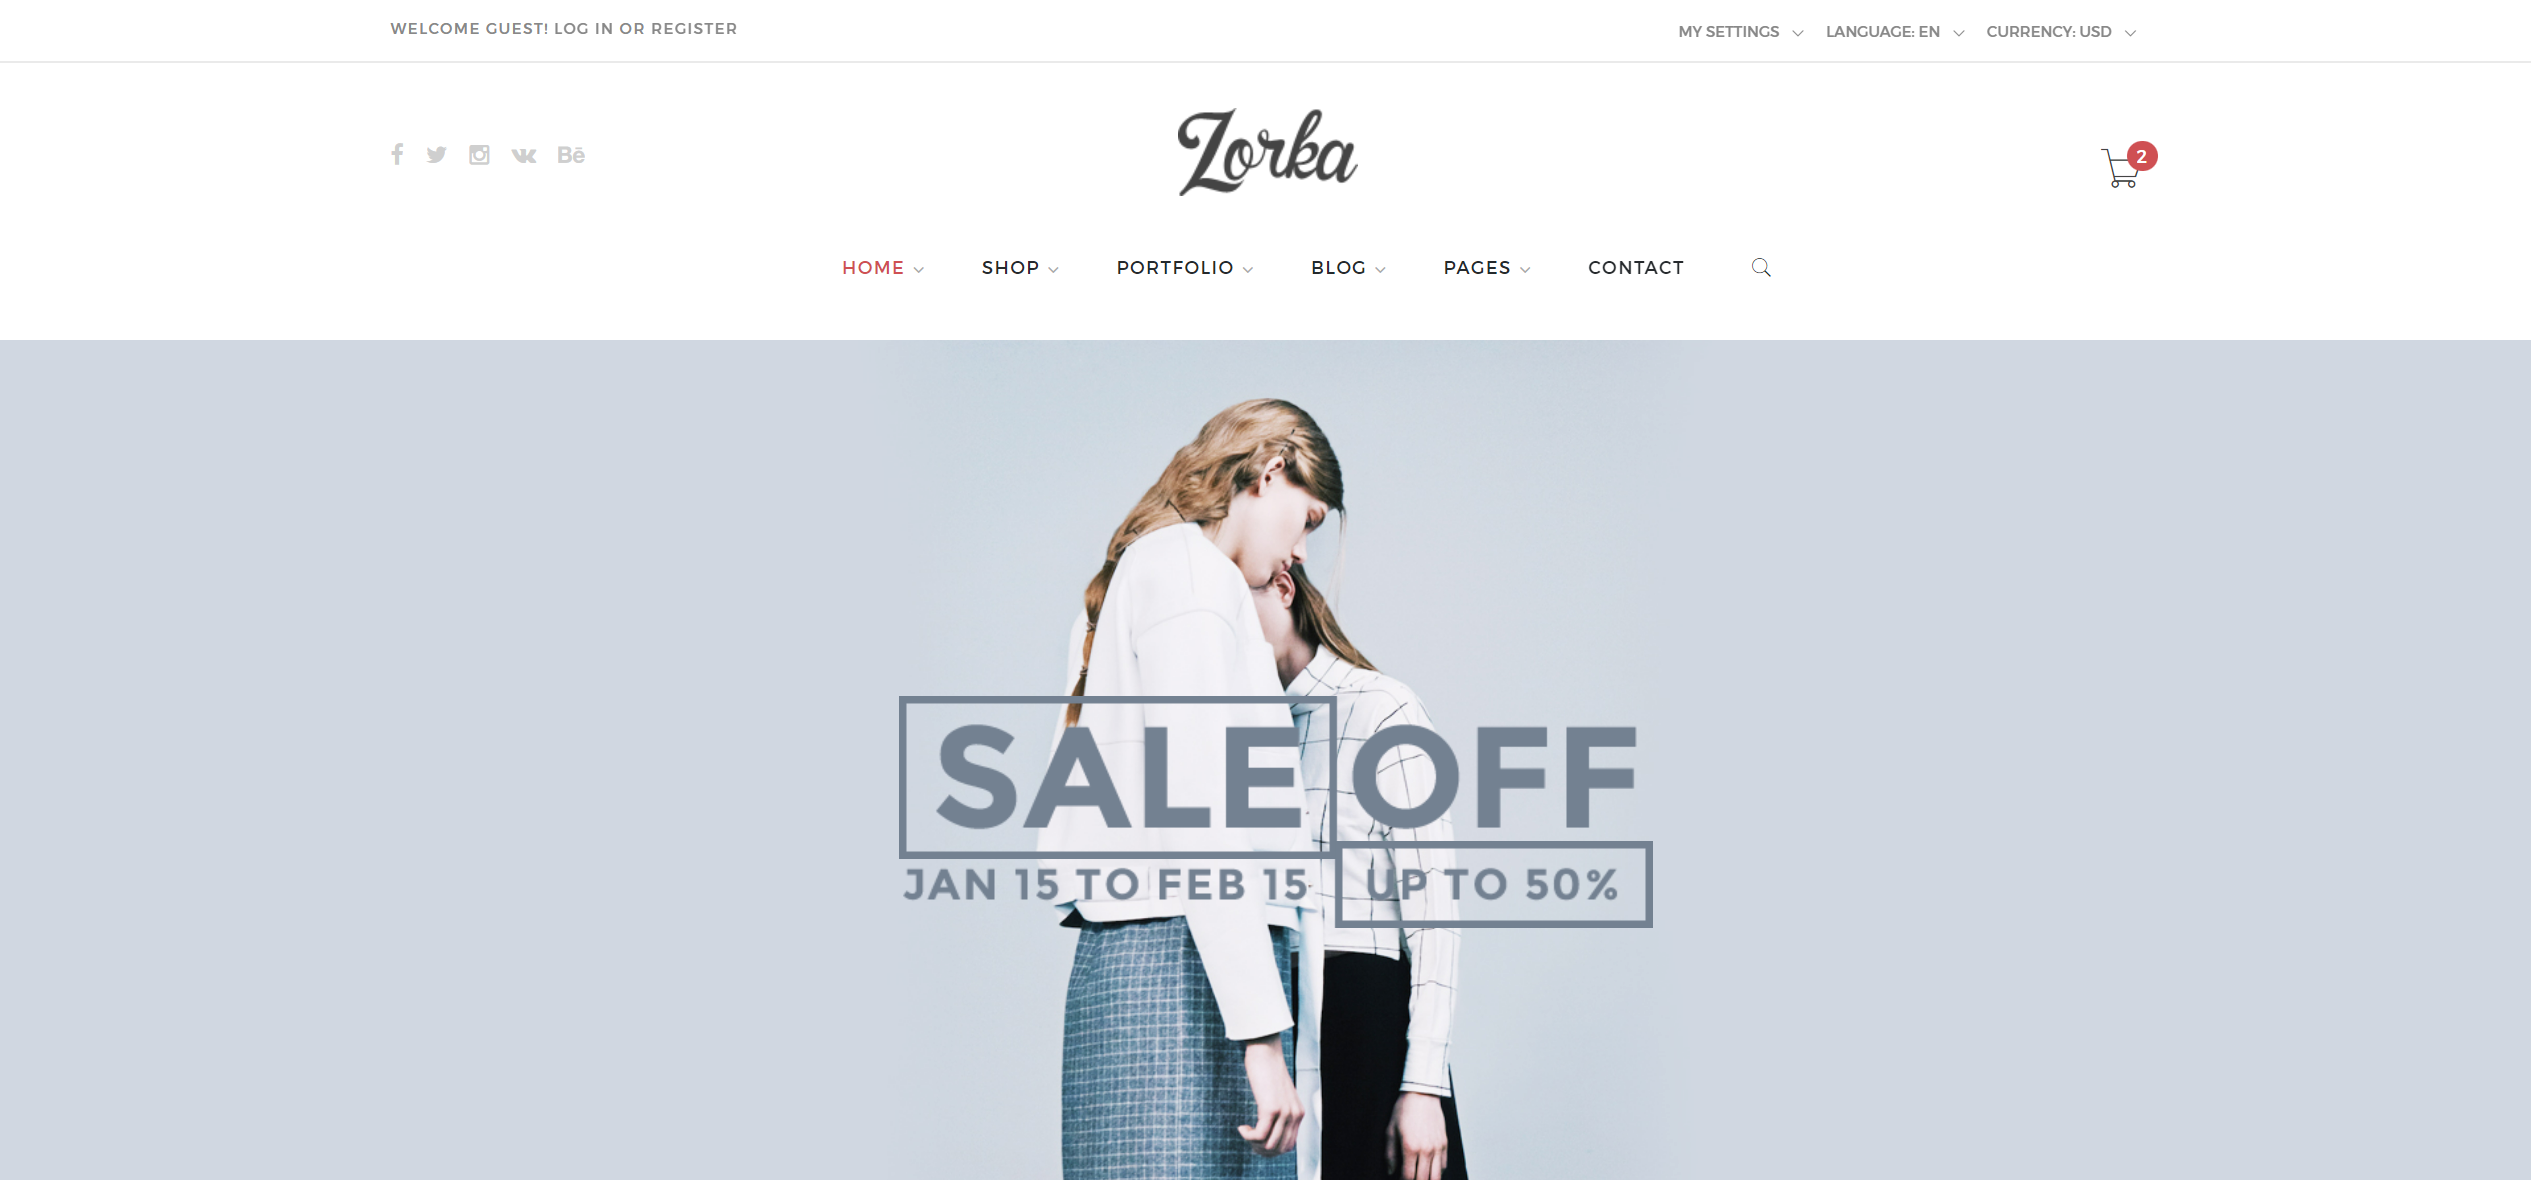 WELCOME GUEST! LOG IN OR REGISTER
MY SETTINGS LANGUAGE: EN CURRENCY: USD
Bē
Zorka
2
HOME SHOP PORTFOLIO BLOG PAGES CONTACT
SALE OFF
JAN 15 TO FEB 15 UP TO 50%